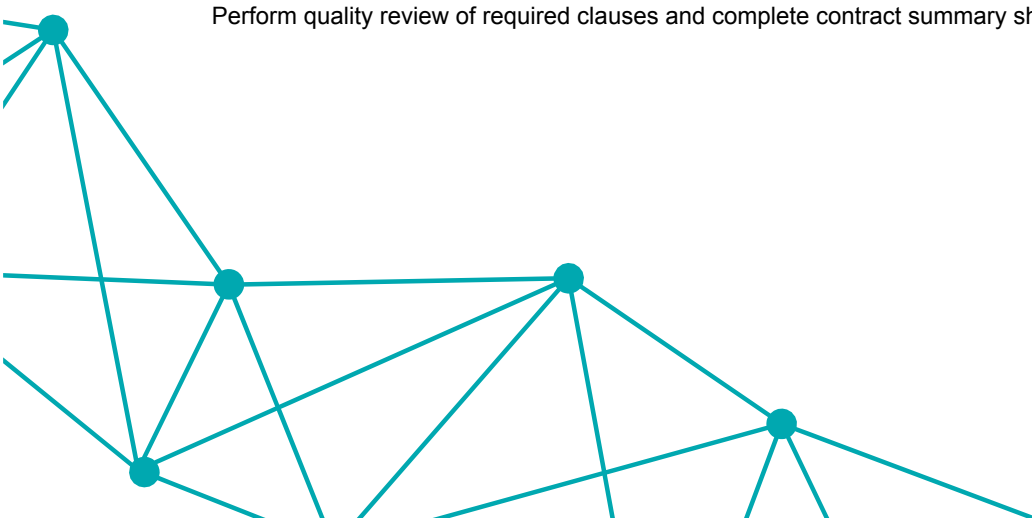 Perform quality review of required clauses and complete contract summary